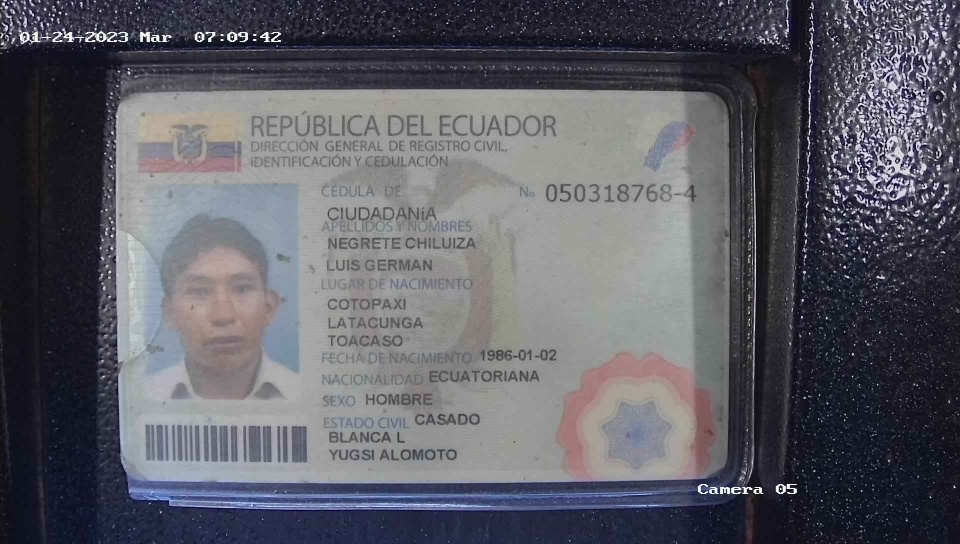 01-24-2023 Mar 07:09:42
REPÚBLICA DEL ECUADOR
DIRECCIÓN GENERAL DE REGISTRO CIVIL,
IDENTIFICACIÓN Y CEDULACIÓN
CÉDULA DE No. 050318768-4
CIUDADANíA
APELLIDOS Y NOMBRES
NEGRETE CHILUIZA
LUIS GERMAN
LUGAR DE NACIMIENTO
COTOPAXI
LATACUNGA
TOACASO
FECHA DE NACIMIENTO 1986-01-02
NACIONALIDAD ECUATORIANA
SEXO HOMBRE
ESTADO CIVIL CASADO
BLANCA L
YUGSI ALOMOTO
Camera 05